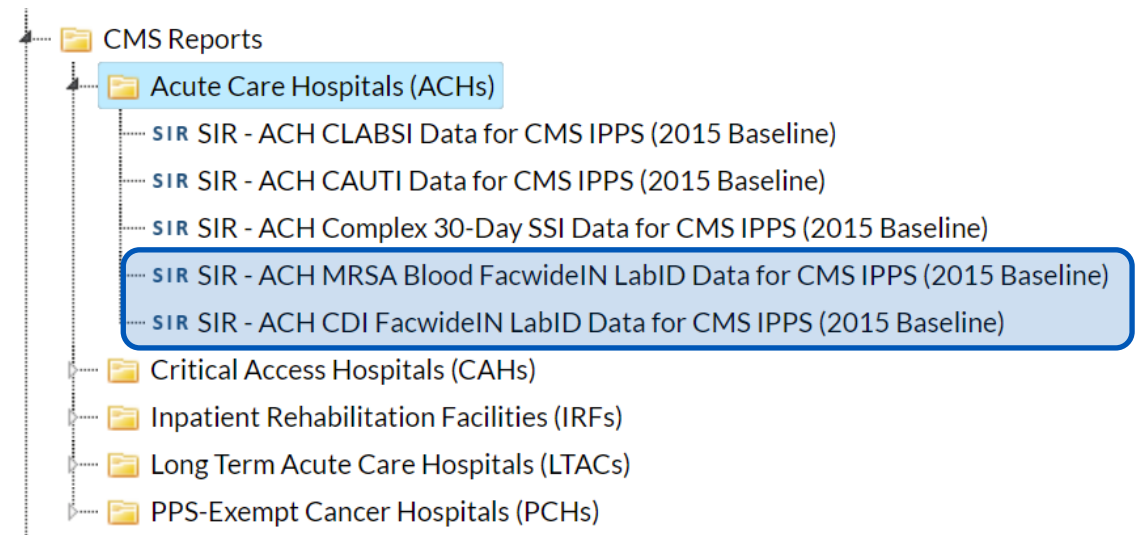 CMS Reports
Acute Care Hospitals (ACHs)
SIR SIR - ACH CLABSI Data for CMS IPPS (2015 Baseline)
SIR SIR - ACH CAUTI Data for CMS IPPS (2015 Baseline)
SIR SIR - ACH Complex 30-Day SSI Data for CMS IPPS (2015 Baseline)
SIR SIR - ACH MRSA Blood FacwideIN LabID Data for CMS IPPS (2015 Baseline)
SIR SIR - ACH CDI FacwideIN LabID Data for CMS IPPS (2015 Baseline)
Critical Access Hospitals (CAHs)
Inpatient Rehabilitation Facilities (IRFs)
Long Term Acute Care Hospitals (LTACs)
PPS-Exempt Cancer Hospitals (PCHs)